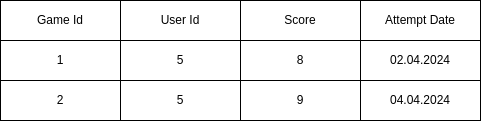 Game Id User Id Score Attempt Date
1 5 8 02.04.2024
2 5 9 04.04.2024